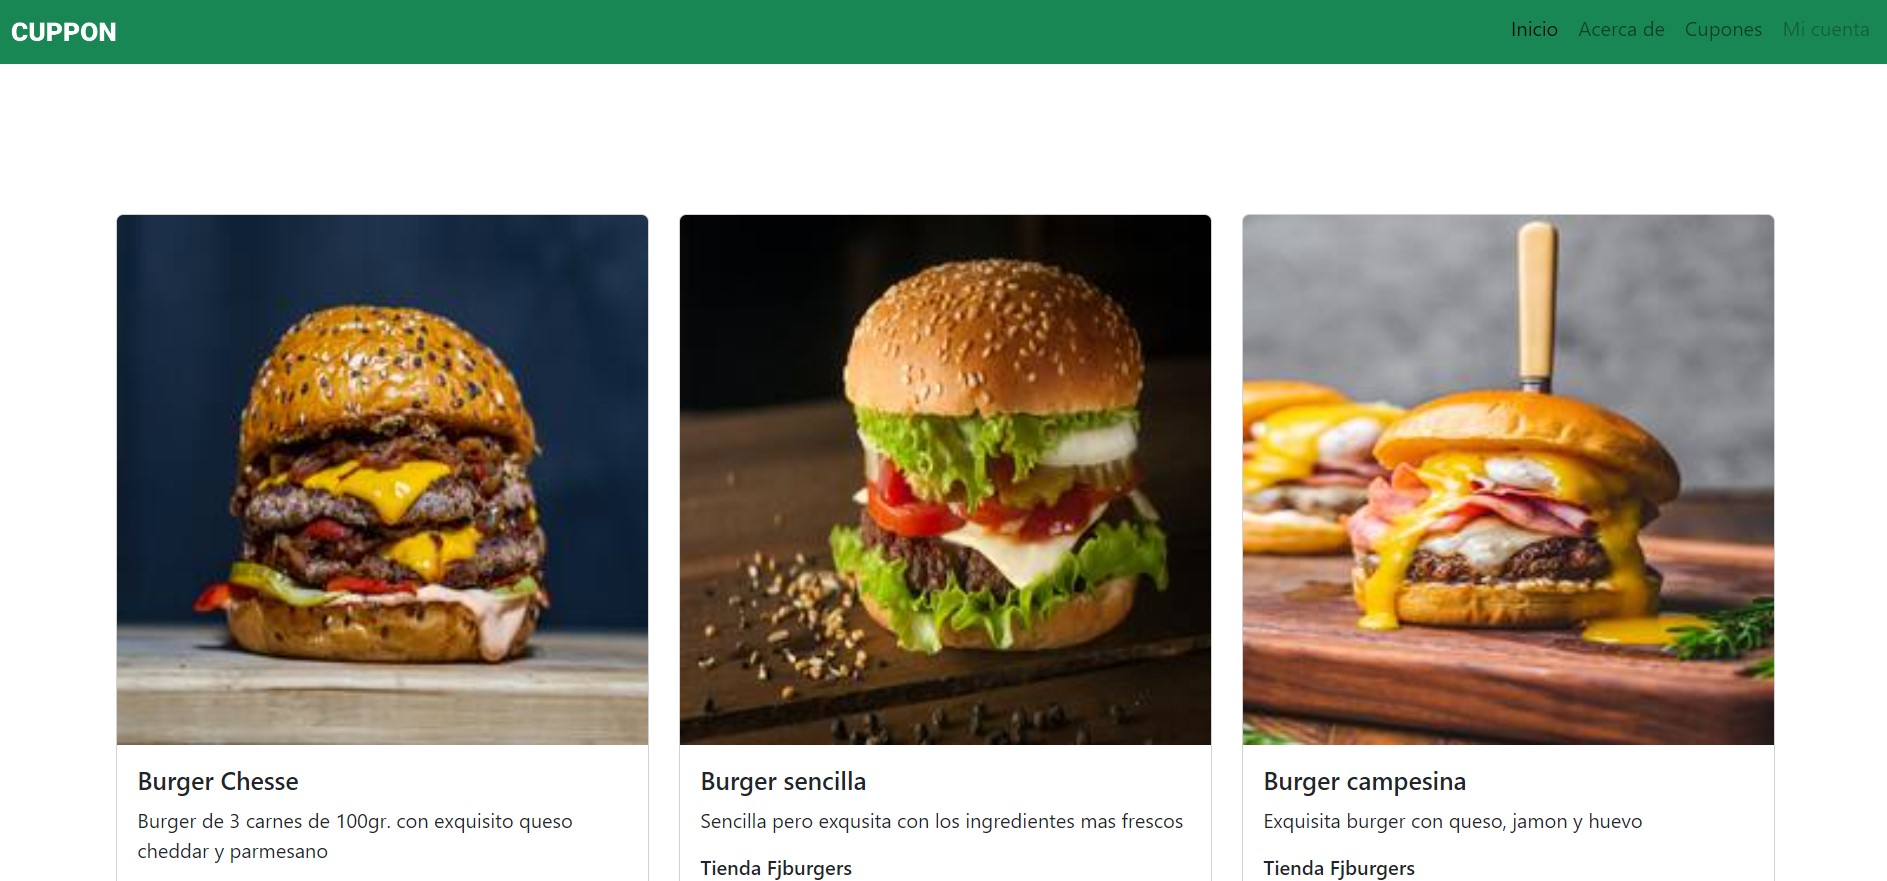 CUPPON
Inicio Acerca de Cupones Mi cuenta
Burger Chesse
Burger de 3 carnes de 100gr. con exquisito queso
cheddar y parmesano
Burger sencilla
Sencilla pero exqusita con los ingredientes mas frescos
Tienda Fjburgers
Burger campesina
Exquisita burger con queso, jamon y huevo
Tienda Fjburgers